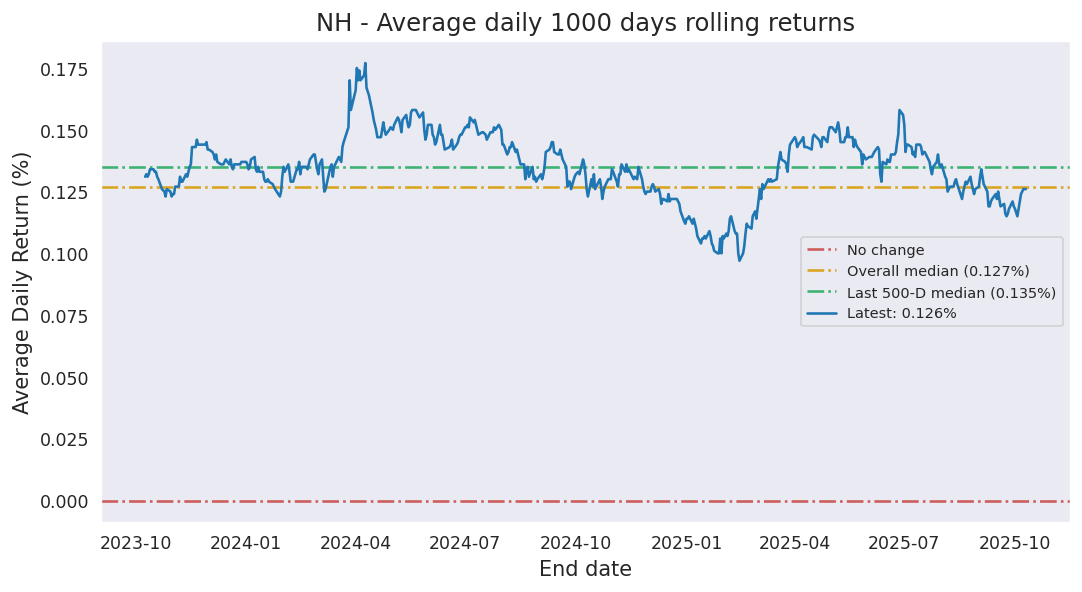 NH - Average daily 1000 days rolling returns
Average Daily Return (%)
0.175
0.150
0.125
0.100
0.075
0.050
0.025
0.000
No change
Overall median (0.127%)
Last 500-D median (0.135%)
Latest: 0.126%
2023-10 2024-01 2024-04 2024-07 2024-10 2025-01 2025-04 2025-07 2025-10
End date